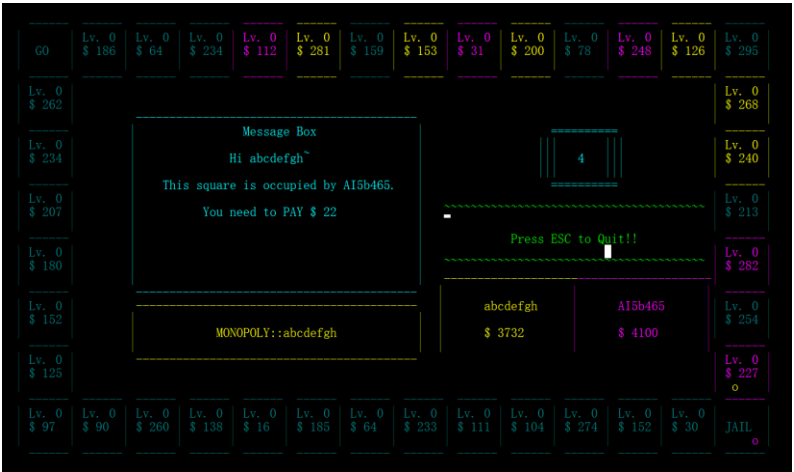 GO Lv. 0 Lv. 0 Lv. 0 Lv. 0 Lv. 0 Lv. 0 Lv. 0 Lv. 0 Lv. 0 Lv. 0 Lv. 0 Lv. 0 Lv. 0
$ 186 $ 64 $ 234 $ 112 $ 281 $ 159 $ 153 $ 31 $ 200 $ 78 $ 248 $ 126 $ 295
Lv. 0 Lv. 0
$ 262 $ 268
Message Box
Lv. 0 Lv. 0
$ 234 Hi abcdefgh~ 4 $ 240
This square is occupied by AI5b465.
Lv. 0 Lv. 0
$ 207 You need to PAY $ 22 $ 213
Press ESC to Quit!!
Lv. 0 Lv. 0
$ 180 $ 282
Lv. 0 abcdefgh AI5b465 Lv. 0
$ 152 $ 254
MONOPOLY::abcdefgh $ 3732 $ 4100
Lv. 0 Lv. 0
$ 125 $ 227
o
Lv. 0 Lv. 0 Lv. 0 Lv. 0 Lv. 0 Lv. 0 Lv. 0 Lv. 0 Lv. 0 Lv. 0 Lv. 0 Lv. 0 Lv. 0
$ 97 $ 90 $ 260 $ 138 $ 16 $ 185 $ 64 $ 233 $ 111 $ 104 $ 274 $ 152 $ 30 JAIL
o